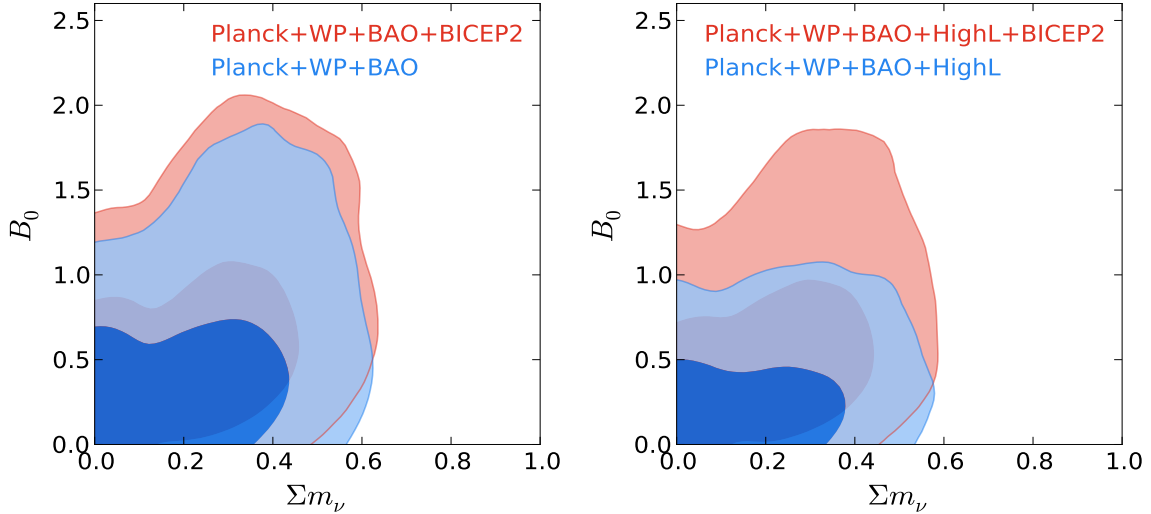 Planck+WP+BAO+BICEP2
Planck+WP+BAO
2.5
2.0
1.5
1.0
0.5
0.0
B₀
0.0 0.2 0.4 0.6 0.8 1.0
Σmᵥ
Planck+WP+BAO+HighL+BICEP2
Planck+WP+BAO+HighL
2.5
2.0
1.5
1.0
0.5
0.0
B₀
0.0 0.2 0.4 0.6 0.8 1.0
Σm_ν